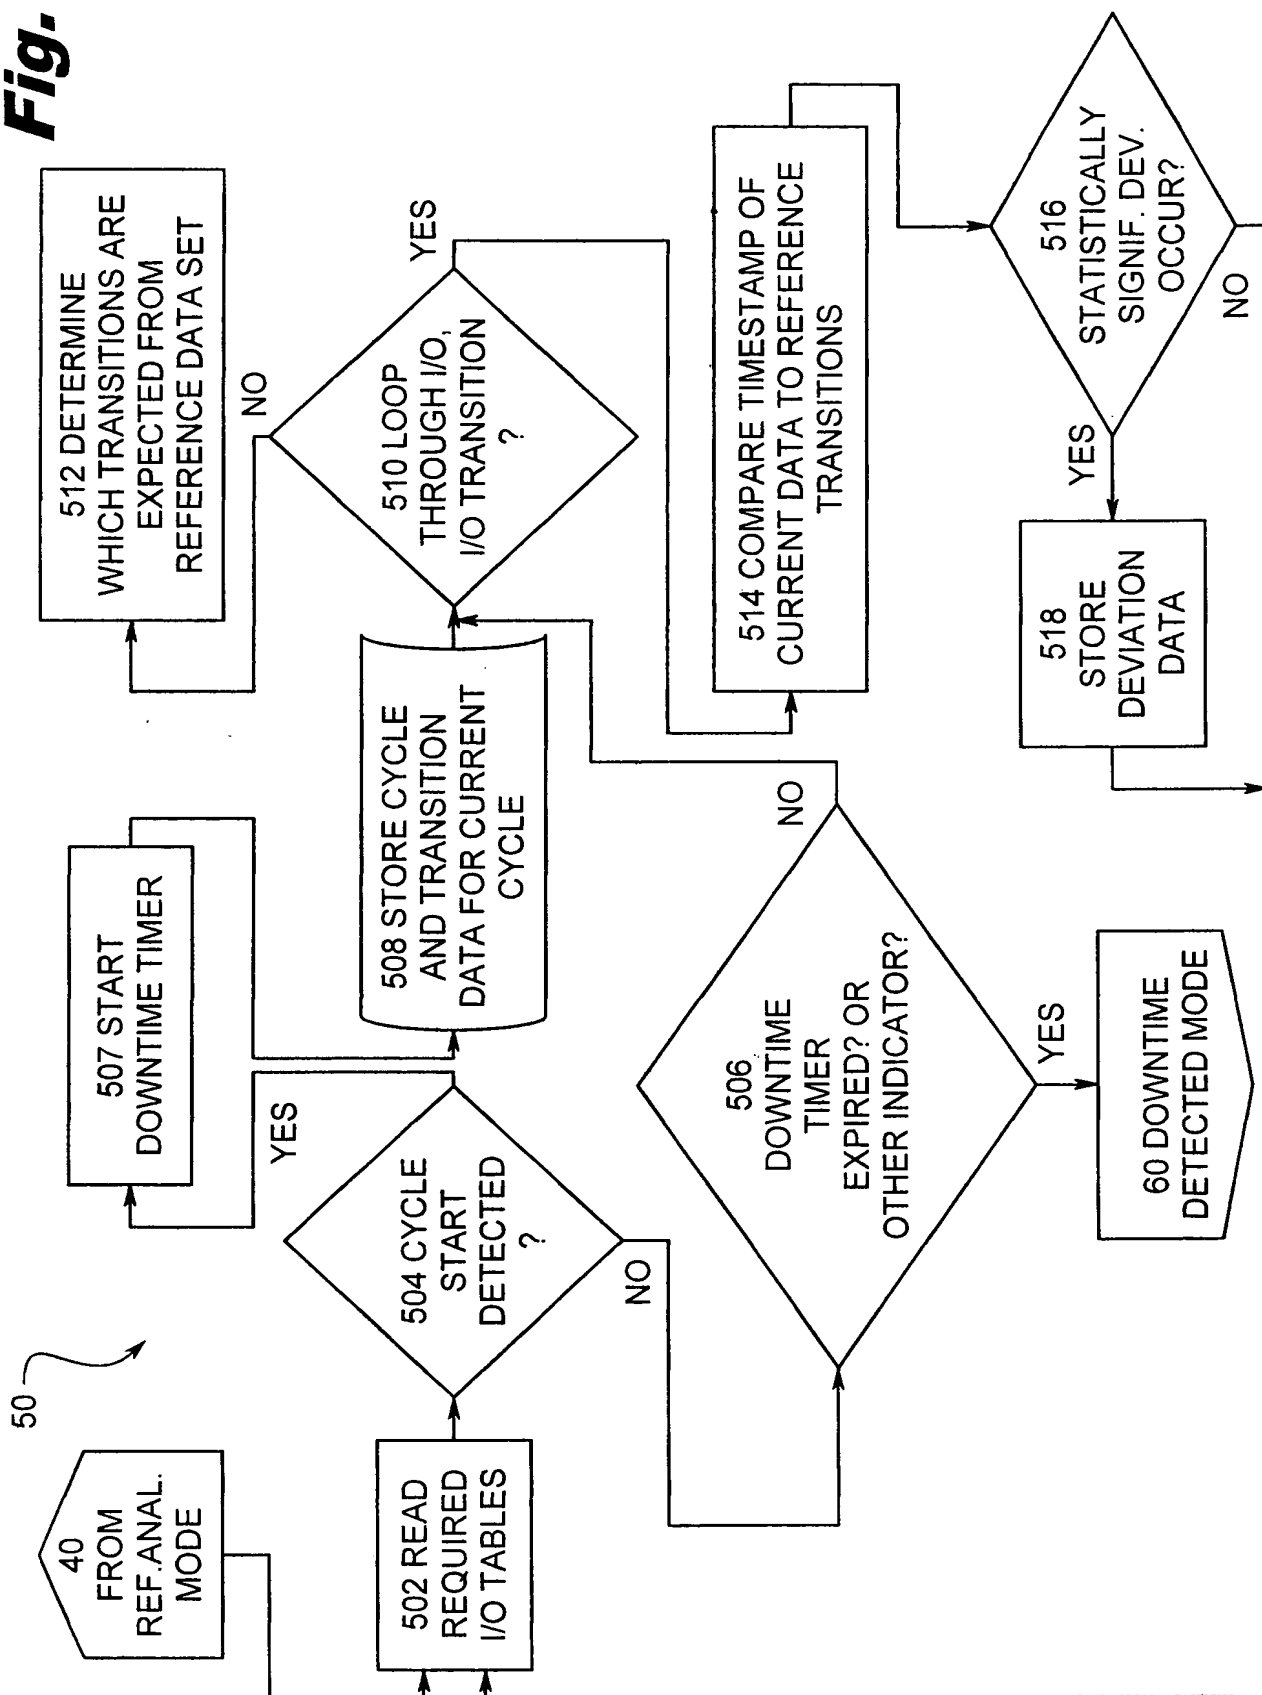 Fig.
50
40
FROM
REF.ANAL.
MODE
502 READ
REQUIRED
I/O TABLES
504 CYCLE
START
DETECTED
?
YES
NO
507 START
DOWNTIME TIMER
508 STORE CYCLE
AND TRANSITION
DATA FOR CURRENT
CYCLE
506
DOWNTIME
TIMER
EXPIRED? OR
OTHER INDICATOR?
NO
YES
60 DOWNTIME
DETECTED MODE
510 LOOP
THROUGH I/O,
I/O TRANSITION
?
NO
YES
512 DETERMINE
WHICH TRANSITIONS ARE
EXPECTED FROM
REFERENCE DATA SET
514 COMPARE TIMESTAMP OF
CURRENT DATA TO REFERENCE
TRANSITIONS
516
STATISTICALLY
SIGNIF. DEV.
OCCUR?
YES
NO
518
STORE
DEVIATION
DATA